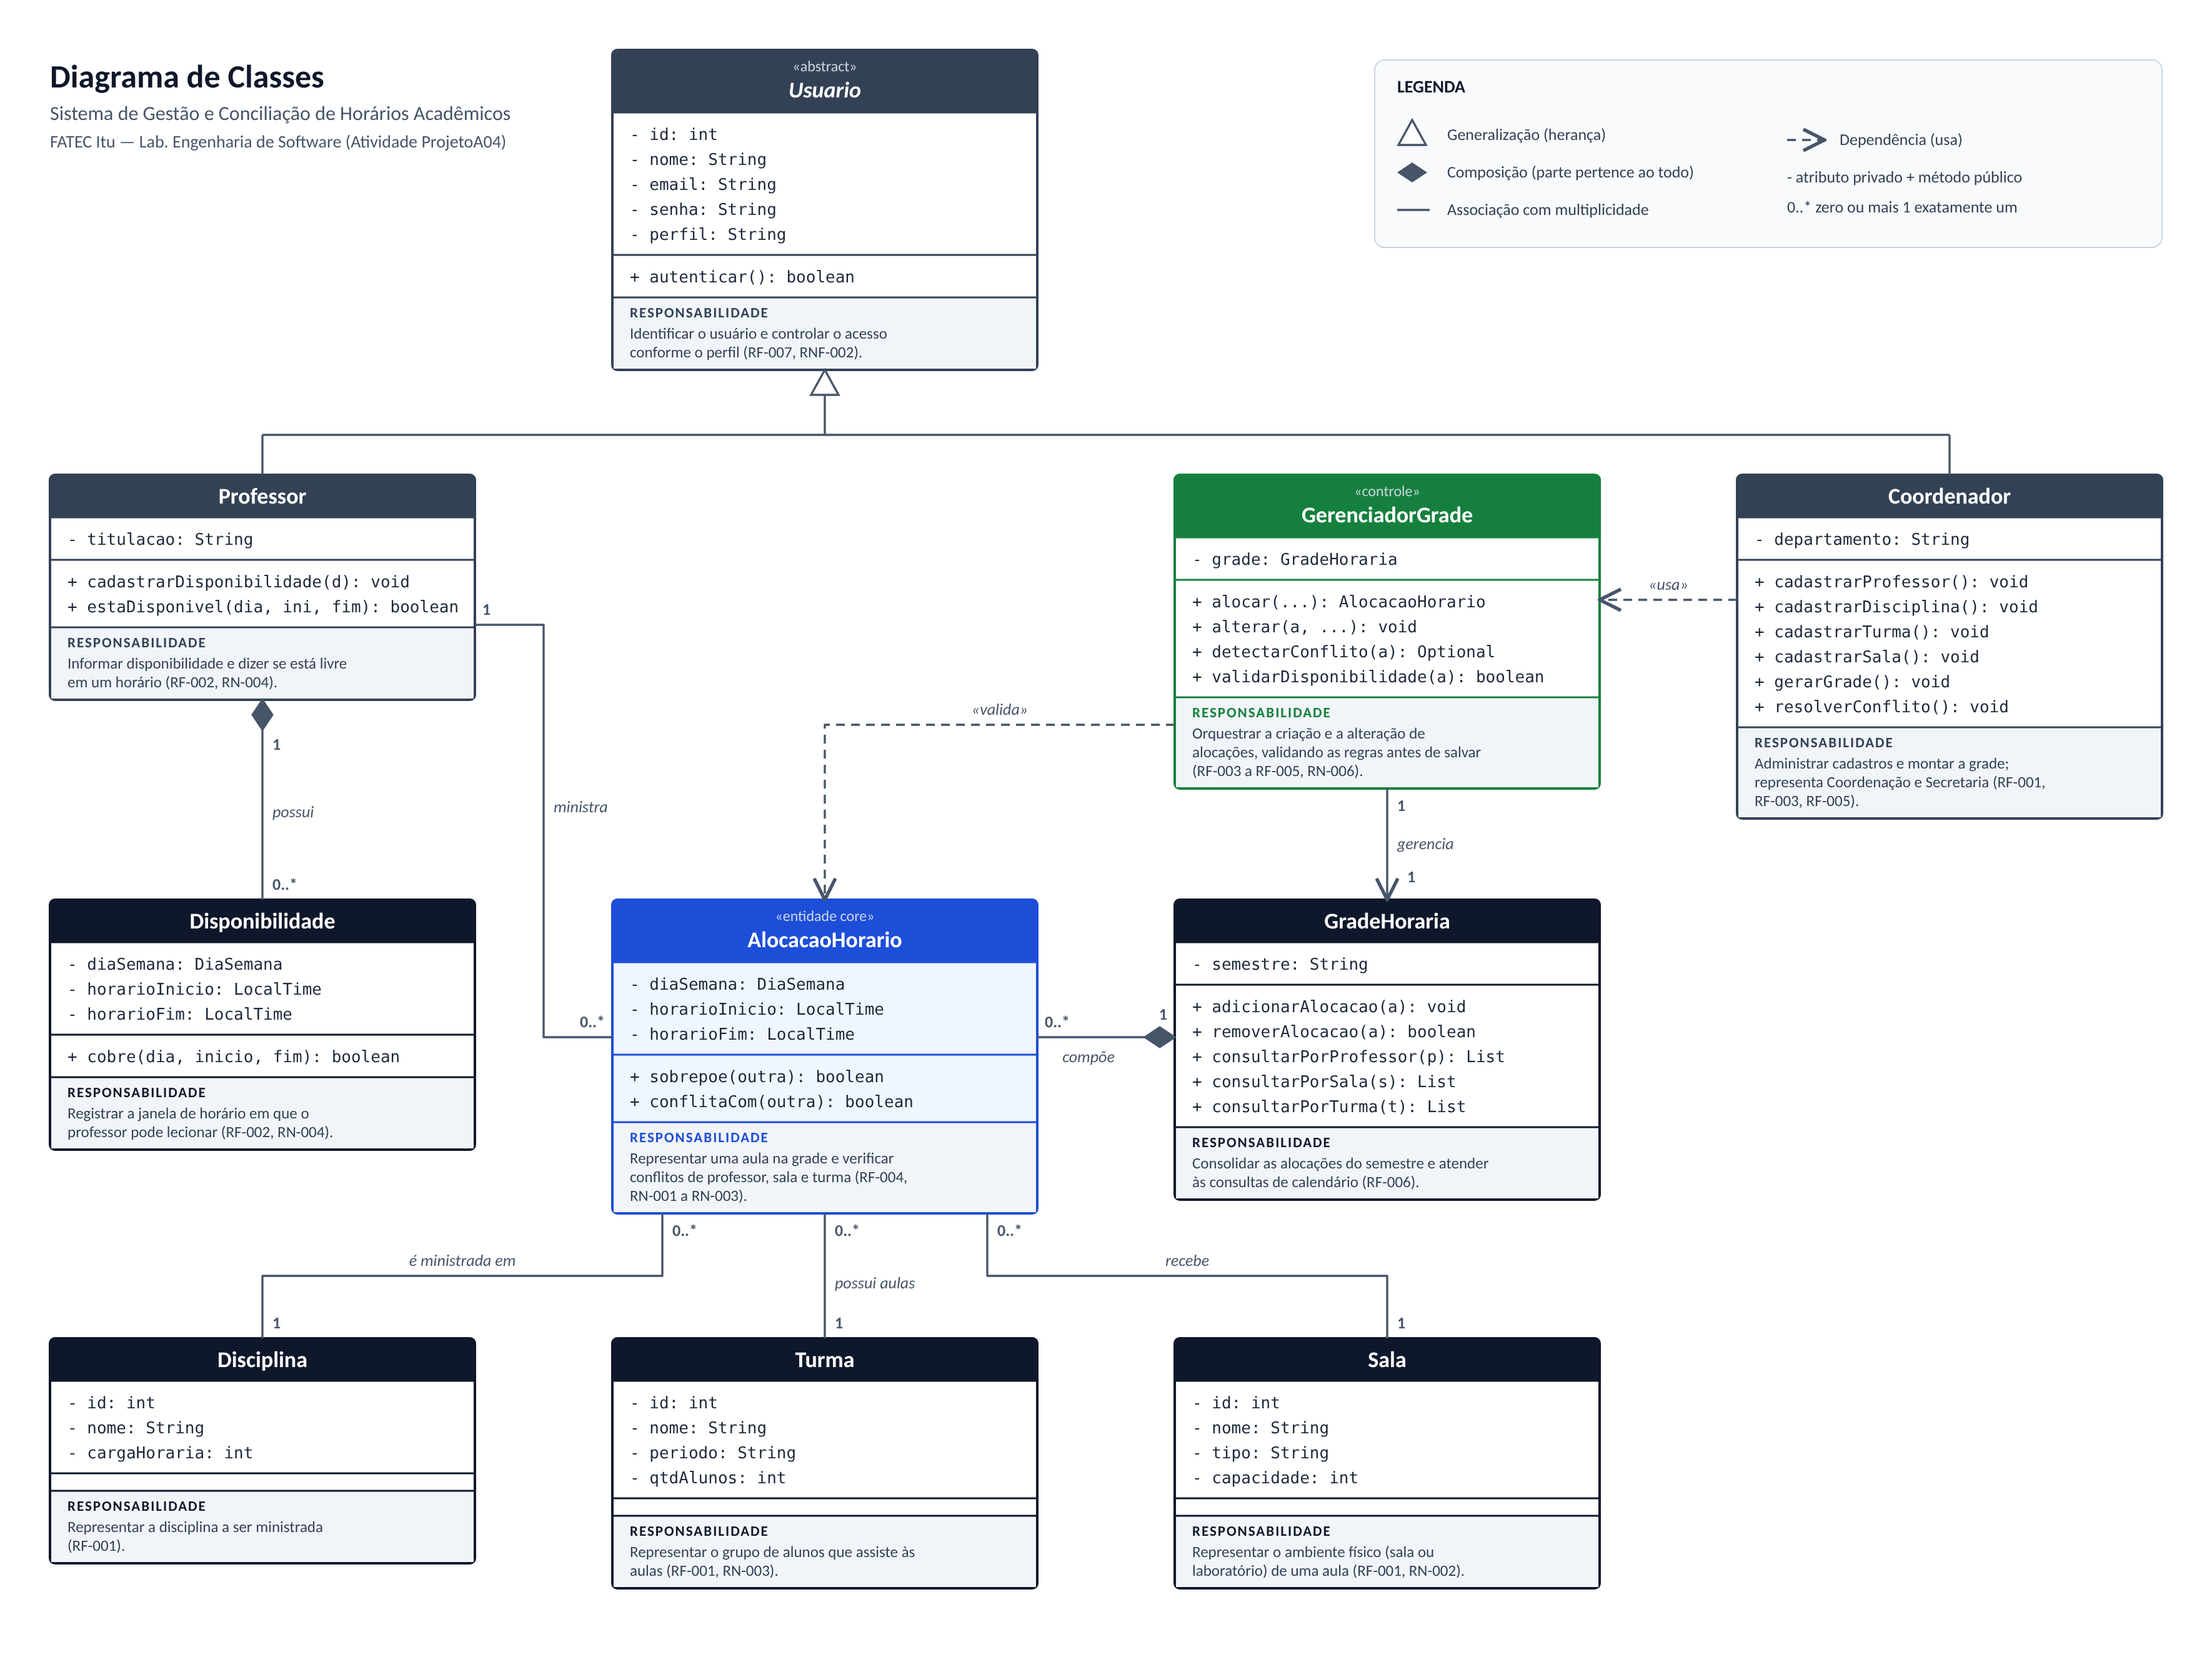 Diagrama de Classes
Sistema de Gestão e Conciliação de Horários Acadêmicos
FATEC Itu — Lab. Engenharia de Software (Atividade ProjetoA04)
«abstract»
Usuario
- id: int
- nome: String
- email: String
- senha: String
- perfil: String
+ autenticar(): boolean
RESPONSABILIDADE
Identificar o usuário e controlar o acesso
conforme o perfil (RF-007, RNF-002).
LEGENDA
Generalização (herança)
Composição (parte pertence ao todo)
Associação com multiplicidade
Dependência (usa)
- atributo privado + método público
0..* zero ou mais 1 exatamente um
Professor
- titulacao: String
+ cadastrarDisponibilidade(d): void
+ estaDisponivel(dia, ini, fim): boolean
RESPONSABILIDADE
Informar disponibilidade e dizer se está livre
em um horário (RF-002, RN-004).
1
ministra
0..*
1
possui
0..*
«controle»
GerenciadorGrade
- grade: GradeHoraria
+ alocar(...): AlocacaoHorario
+ alterar(a, ...): void
+ detectarConflito(a): Optional
+ validarDisponibilidade(a): boolean
RESPONSABILIDADE
Orquestrar a criação e a alteração de
alocações, validando as regras antes de salvar
(RF-003 a RF-005, RN-006).
«usa»
«valida»
1
gerencia
1
Coordenador
- departamento: String
+ cadastrarProfessor(): void
+ cadastrarDisciplina(): void
+ cadastrarTurma(): void
+ cadastrarSala(): void
+ gerarGrade(): void
+ resolverConflito(): void
RESPONSABILIDADE
Administrar cadastros e montar a grade;
representa Coordenação e Secretaria (RF-001,
RF-003, RF-005).
Disponibilidade
- diaSemana: DiaSemana
- horarioInicio: LocalTime
- horarioFim: LocalTime
+ cobre(dia, inicio, fim): boolean
RESPONSABILIDADE
Registrar a janela de horário em que o
professor pode lecionar (RF-002, RN-004).
«entidade core»
AlocacaoHorario
- diaSemana: DiaSemana
- horarioInicio: LocalTime
- horarioFim: LocalTime
+ sobrepoe(outra): boolean
+ conflitaCom(outra): boolean
RESPONSABILIDADE
Representar uma aula na grade e verificar
conflitos de professor, sala e turma (RF-004,
RN-001 a RN-003).
0..*
1
compõe
GradeHoraria
- semestre: String
+ adicionarAlocacao(a): void
+ removerAlocacao(a): boolean
+ consultarPorProfessor(p): List
+ consultarPorSala(s): List
+ consultarPorTurma(t): List
RESPONSABILIDADE
Consolidar as alocações do semestre e atender
às consultas de calendário (RF-006).
0..*
0..*
0..*
é ministrada em
possui aulas
recebe
1
1
1
Disciplina
- id: int
- nome: String
- cargaHoraria: int
RESPONSABILIDADE
Representar a disciplina a ser ministrada
(RF-001).
Turma
- id: int
- nome: String
- periodo: String
- qtdAlunos: int
RESPONSABILIDADE
Representar o grupo de alunos que assiste às
aulas (RF-001, RN-003).
Sala
- id: int
- nome: String
- tipo: String
- capacidade: int
RESPONSABILIDADE
Representar o ambiente físico (sala ou
laboratório) de uma aula (RF-001, RN-002).